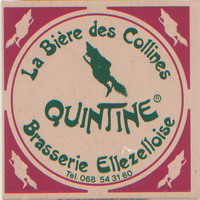 La Bière des Collines
QUINTINE®
Brasserie Ellezelloise
Tel. 068 54 31 60